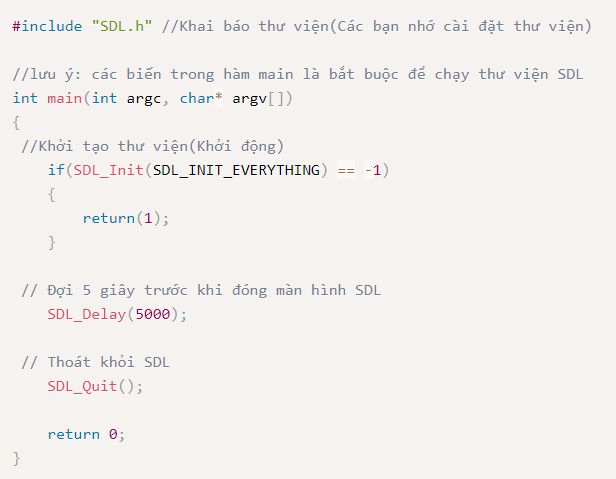 #include "SDL.h" //Khai báo thư viện(Các bạn nhớ cài đặt thư viện)
//lưu ý: các biến trong hàm main là bắt buộc để chạy thư viện SDL
int main(int argc, char* argv[])
{
//Khởi tạo thư viện(Khởi động)
if(SDL_Init(SDL_INIT_EVERYTHING) == -1)
{
return(1);
}
// Đợi 5 giây trước khi đóng màn hình SDL
SDL_Delay(5000);
// Thoát khỏi SDL
SDL_Quit();
return 0;
}